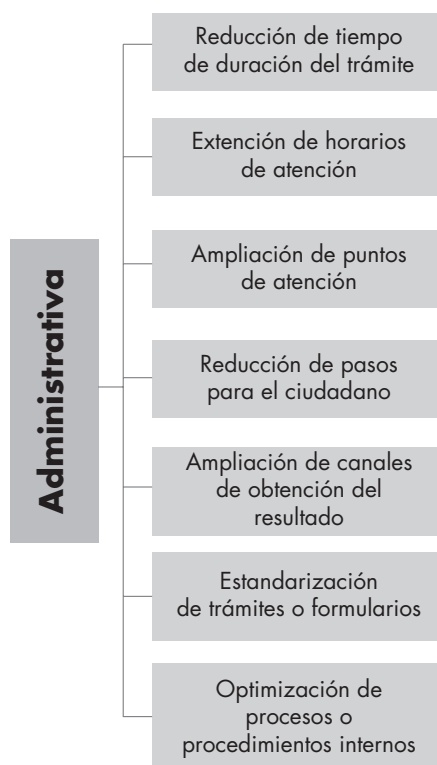 Administrativa
Reducción de tiempo
de duración del trámite
Extención de horarios
de atención
Ampliación de puntos
de atención
Reducción de pasos
para el ciudadano
Ampliación de canales
de obtención del
resultado
Estandarización
de trámites o formularios
Optimización de
procesos o
procedimientos internos